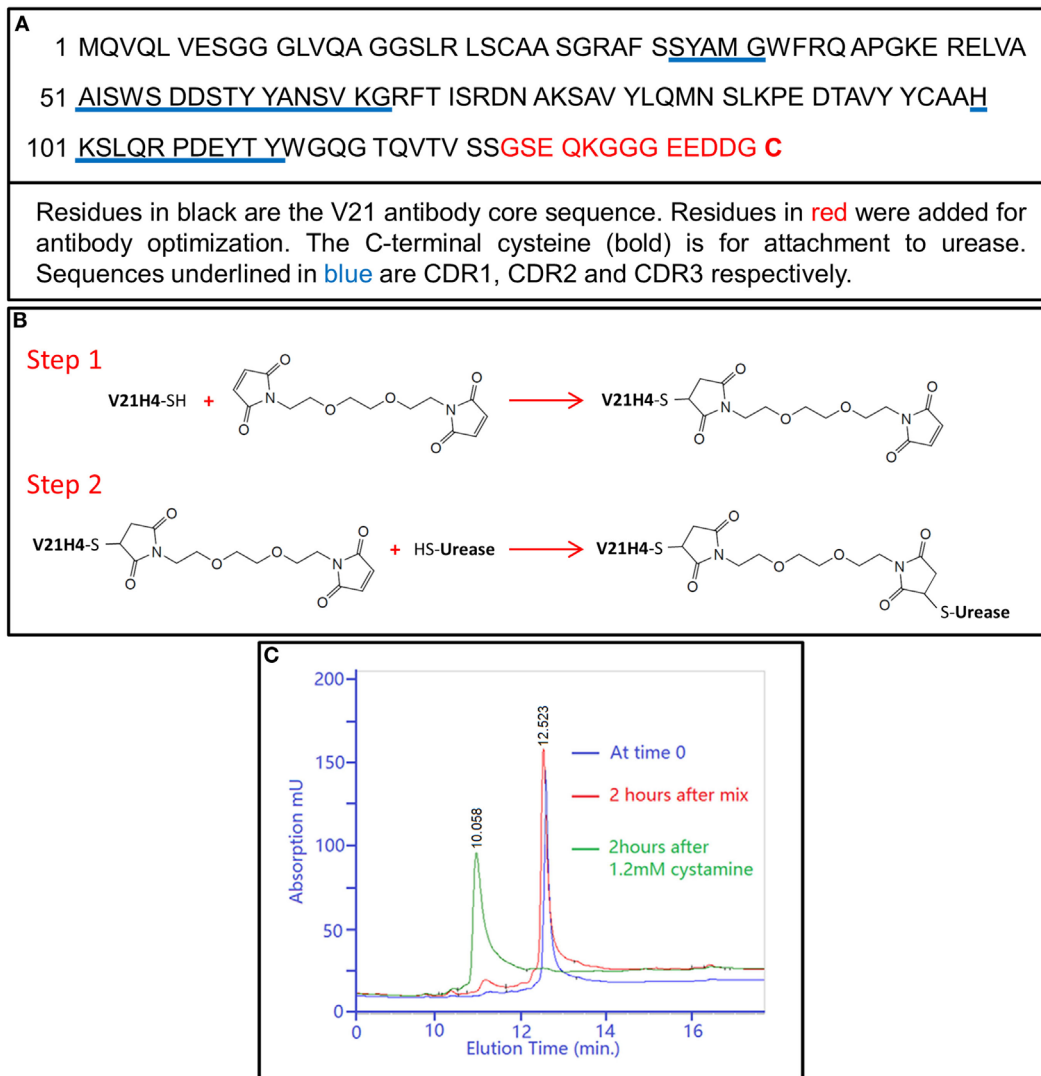 A
1 MQVQL VESGG GLVQA GGSLR LSCAA SGRAF SSYAMG WFRQ APGKE RELVA
51 AISWS DDSTY YANSV KGRFT ISRDN AKSAV YLQMN SLKPE DTAVY YCAAH
101 KSLQR PDEYT YWGQG TQVTV SSGSE QKGGG EEDDG C
Residues in black are the V21 antibody core sequence. Residues in red were added for
antibody optimization. The C-terminal cysteine (bold) is for attachment to urease.
Sequences underlined in blue are CDR1, CDR2 and CDR3 respectively.
B
Step 1
V21H4-SH + O O N O O N O O → V21H4-S O O N O O N O O
Step 2
V21H4-S O O N O O N O O + HS-Urease → V21H4-S O O N O O N O O S-Urease
C
200
150
100
50
0
Absorption mU
10.058
12.523
At time 0
2 hours after mix
2hours after
1.2mM cystamine
0 10 12 14 16
Elution Time (min.)